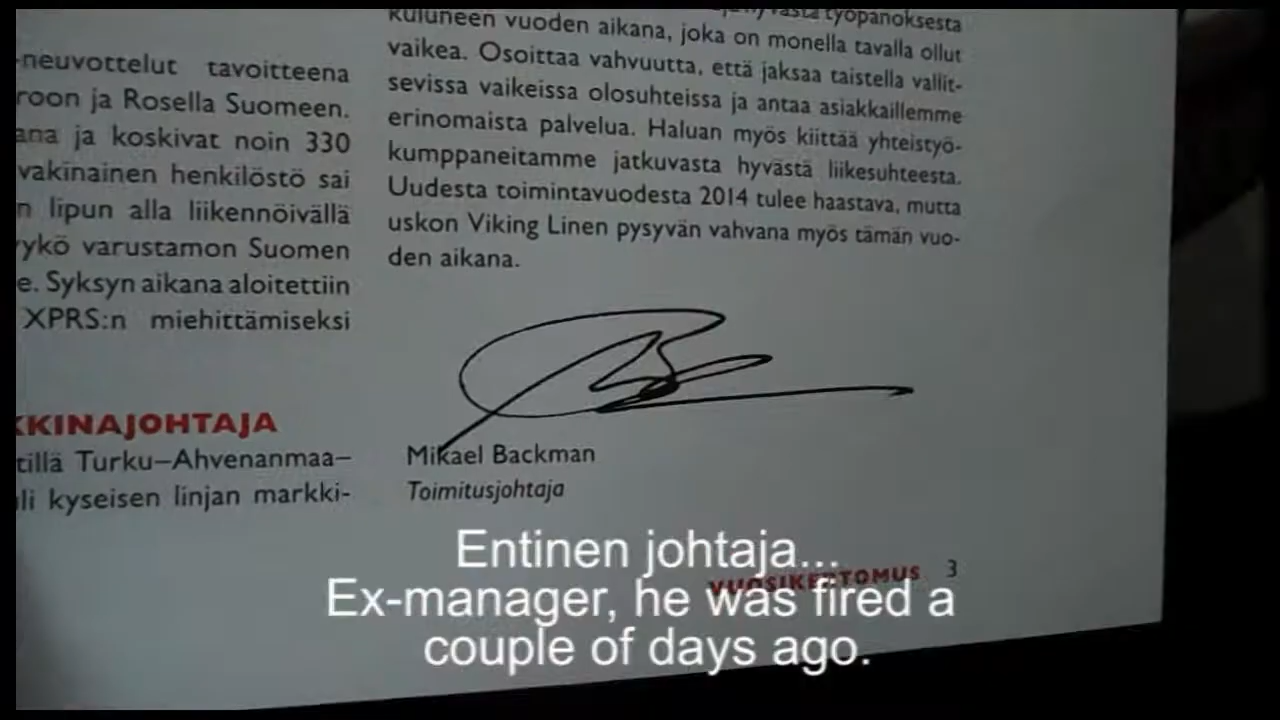 -neuvottelut tavoitteena
roon ja Rosella Suomeen.
ana ja koskivat noin 330
vakinainen henkilöstö sai
n lipun alla liikennöivällä
ykö varustamon Suomen
e. Syksyn aikana aloitettiin
XPRS:n miehittämiseksi
KKINAJOHTAJA
tillä Turku–Ahvenanmaa–
li kyseisen linjan markki-
työpanoksesta
kuluneen vuoden aikana, joka on monella tavalla ollut
vaikea. Osoittaa vahvuutta, että jaksaa taistella vallit-
sevissa vaikeissa olosuhteissa ja antaa asiakkaillemme
erinomaista palvelua. Haluan myös kiittää yhteistyö-
kumppaneitamme jatkuvasta hyvästä liikesuhteesta.
Uudesta toimintavuodesta 2014 tulee haastava, mutta
uskon Viking Linen pysyvän vahvana myös tämän vuo-
den aikana.
Mikael Backman
Toimitusjohtaja
VUOSIKERTOMUS 3
Entinen johtaja...
Ex-manager, he was fired a
couple of days ago.